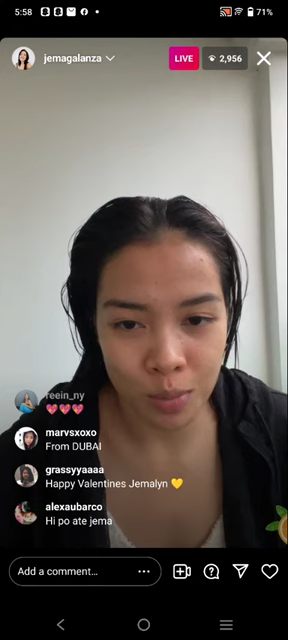 5:58
71%
jemagalanza
LIVE
2,956
reein_ny
💖💖💖
marvsxoxo
From DUBAI
grassyyaaaa
Happy Valentines Jemalyn 💛
alexaubarco
Hi po ate jema
Add a comment...